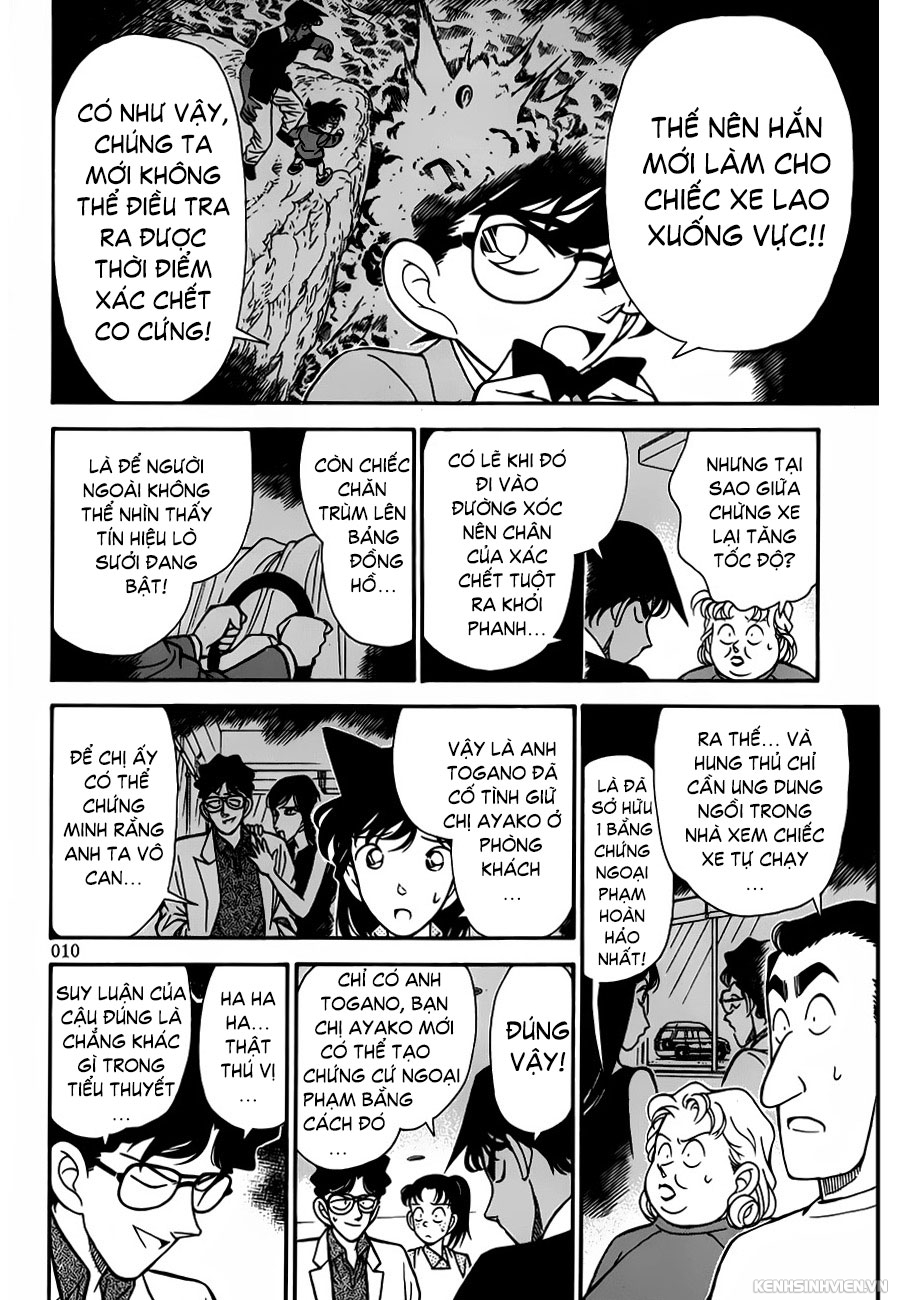 THẾ NÊN HẮN
MỚI LÀM CHO
CHIẾC XE LAO
XUỐNG VỰC!!
CÓ NHƯ VẬY,
CHÚNG TA
MỚI KHÔNG
THỂ ĐIỀU TRA
RA ĐƯỢC
THỜI ĐIỂM
XÁC CHẾT
CO CỨNG!
NHƯNG TẠI
SAO GIỮA
CHỪNG XE
LẠI TĂNG
TỐC ĐỘ?
CÓ LẼ KHI ĐÓ
ĐI VÀO
ĐƯỜNG XÓC
NÊN CHÂN
CỦA XÁC
CHẾT TUỘT
RA KHỎI
PHANH...
CÒN CHIẾC
CHĂN
TRÙM LÊN
BẢNG
ĐỒNG
HỒ...
LÀ ĐỂ NGƯỜI
NGOÀI KHÔNG
THỂ NHÌN THẤY
TÍN HIỆU LÒ
SƯỞI ĐANG
BẬT!
RA THẾ... VÀ
HUNG THỦ CHỈ
CẦN UNG DUNG
NGỒI TRONG
NHÀ XEM CHIẾC
XE TỰ CHẠY
...
LÀ ĐÃ
SỞ HỮU
1 BẰNG
CHỨNG
NGOẠI
PHẠM
HOÀN
HẢO
NHẤT!
VẬY LÀ ANH
TOGANO ĐÃ
CỐ TÌNH GIỮ
CHỊ AYAKO Ở
PHÒNG
KHÁCH
...
ĐỂ CHỊ ẤY
CÓ THỂ
CHỨNG
MINH RẰNG
ANH TA VÔ
CAN...
010
ĐÚNG
VẬY!
CHỈ CÓ ANH
TOGANO, BẠN
CHỊ AYAKO MỚI
CÓ THỂ TẠO
CHỨNG CỨ NGOẠI
PHẠM BẰNG
CÁCH ĐÓ
...
HA HA
HA...
THẬT
THÚ VỊ
...
SUY LUẬN CỦA
CẬU ĐÚNG LÀ
CHẲNG KHÁC
GÌ TRONG
TIỂU THUYẾT
...
KENHSINHVIEN.VN